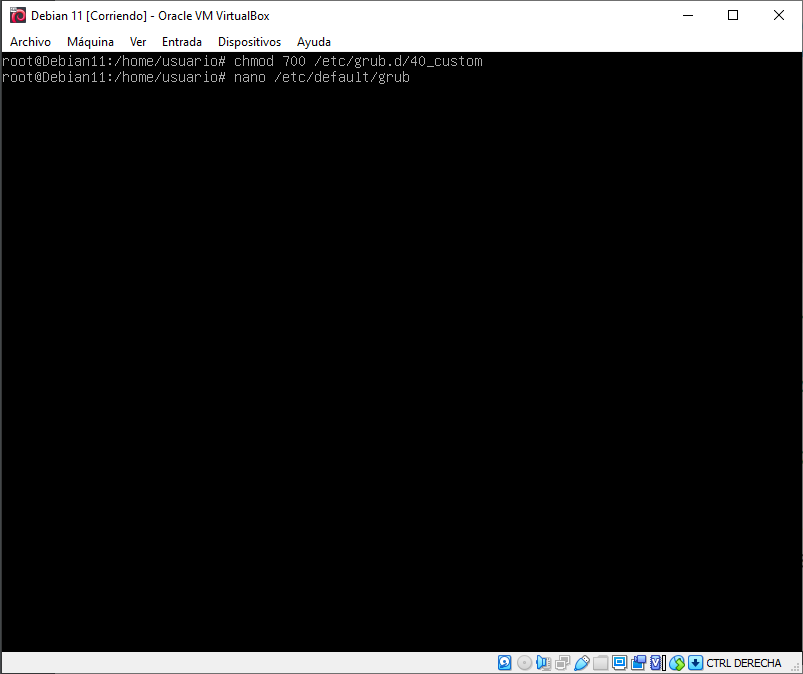 Debian 11 [Corriendo] - Oracle VM VirtualBox
Archivo Máquina Ver Entrada Dispositivos Ayuda
root@Debian11:/home/usuario# chmod 700 /etc/grub.d/40_custom
root@Debian11:/home/usuario# nano /etc/default/grub
CTRL DERECHA